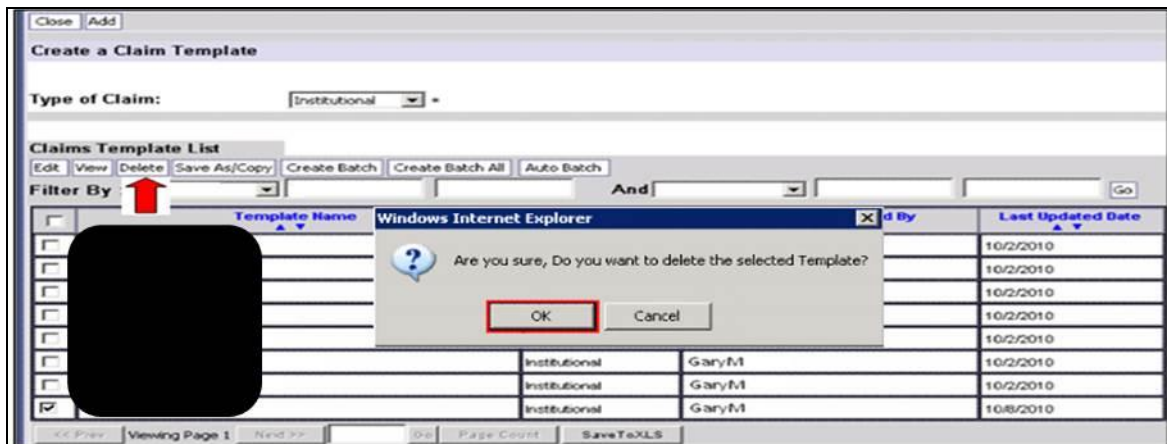 Close Add
Create a Claim Template
Type of Claim: Institutional
Claims Template List
Edit View Delete Save As/Copy Create Batch Create Batch All Auto Batch
Filter By And Go
Template Name d By Last Updated Date
Windows Internet Explorer
Are you sure, Do you want to delete the selected Template?
OK Cancel
10/2/2010
10/2/2010
10/2/2010
10/2/2010
10/2/2010
Institutional GaryM 10/2/2010
Institutional GaryM 10/2/2010
Institutional GaryM 10/8/2010
<< Prev Viewing Page 1 Next >> Go Page Count SaveToXLS